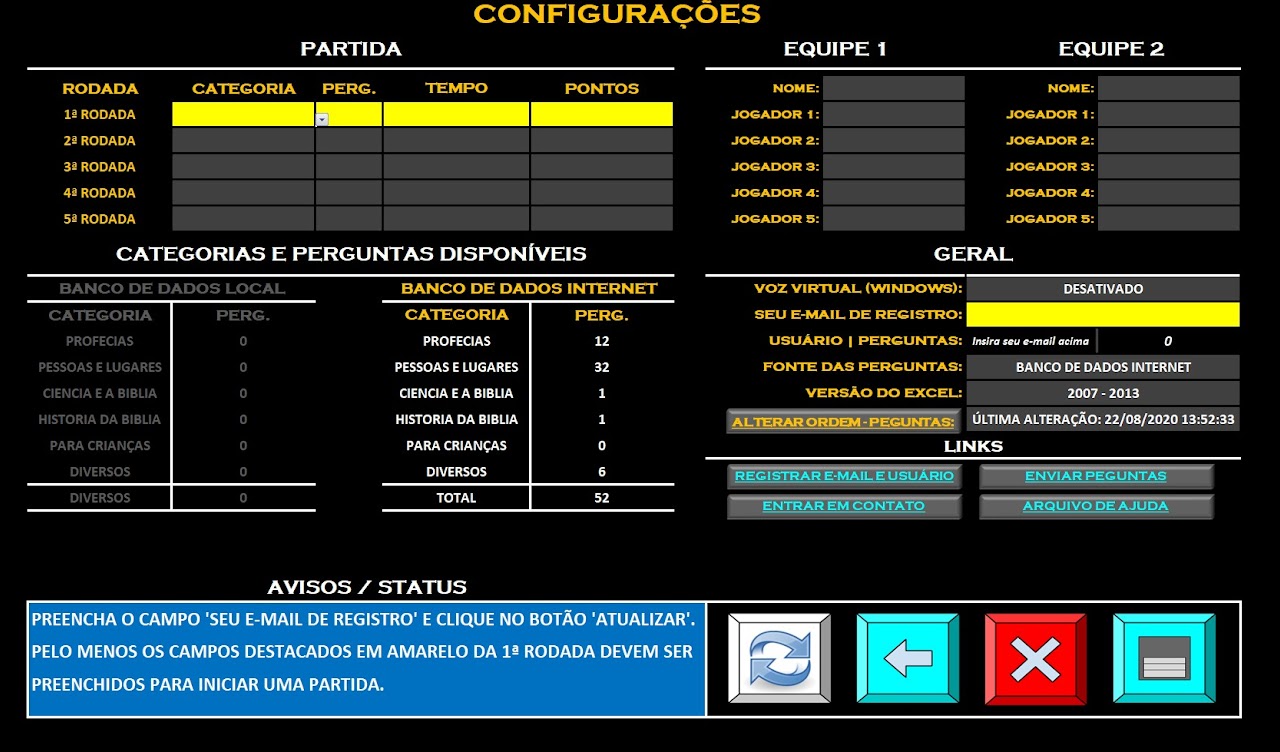 CONFIGURAÇÕES
PARTIDA
RODADA CATEGORIA PERG. TEMPO PONTOS
1ª RODADA
2ª RODADA
3ª RODADA
4ª RODADA
5ª RODADA
EQUIPE 1
NOME:
JOGADOR 1:
JOGADOR 2:
JOGADOR 3:
JOGADOR 4:
JOGADOR 5:
EQUIPE 2
NOME:
JOGADOR 1:
JOGADOR 2:
JOGADOR 3:
JOGADOR 4:
JOGADOR 5:
CATEGORIAS E PERGUNTAS DISPONÍVEIS
BANCO DE DADOS LOCAL
CATEGORIA PERG.
PROFECIAS 0
PESSOAS E LUGARES 0
CIENCIA E A BIBLIA 0
HISTORIA DA BIBLIA 0
PARA CRIANÇAS 0
DIVERSOS 0
DIVERSOS 0
BANCO DE DADOS INTERNET
CATEGORIA PERG.
PROFECIAS 12
PESSOAS E LUGARES 32
CIENCIA E A BIBLIA 1
HISTORIA DA BIBLIA 1
PARA CRIANÇAS 0
DIVERSOS 6
TOTAL 52
GERAL
VOZ VIRTUAL (WINDOWS): DESATIVADO
SEU E-MAIL DE REGISTRO:
USUÁRIO | PERGUNTAS: Insira seu e-mail acima 0
FONTE DAS PERGUNTAS: BANCO DE DADOS INTERNET
VERSÃO DO EXCEL: 2007 - 2013
ALTERAR ORDEM - PEGUNTAS: ÚLTIMA ALTERAÇÃO: 22/08/2020 13:52:33
LINKS
REGISTRAR E-MAIL E USUÁRIO ENVIAR PEGUNTAS
ENTRAR EM CONTATO ARQUIVO DE AJUDA
AVISOS / STATUS
PREENCHA O CAMPO 'SEU E-MAIL DE REGISTRO' E CLIQUE NO BOTÃO 'ATUALIZAR'.
PELO MENOS OS CAMPOS DESTACADOS EM AMARELO DA 1ª RODADA DEVEM SER
PREENCHIDOS PARA INICIAR UMA PARTIDA.